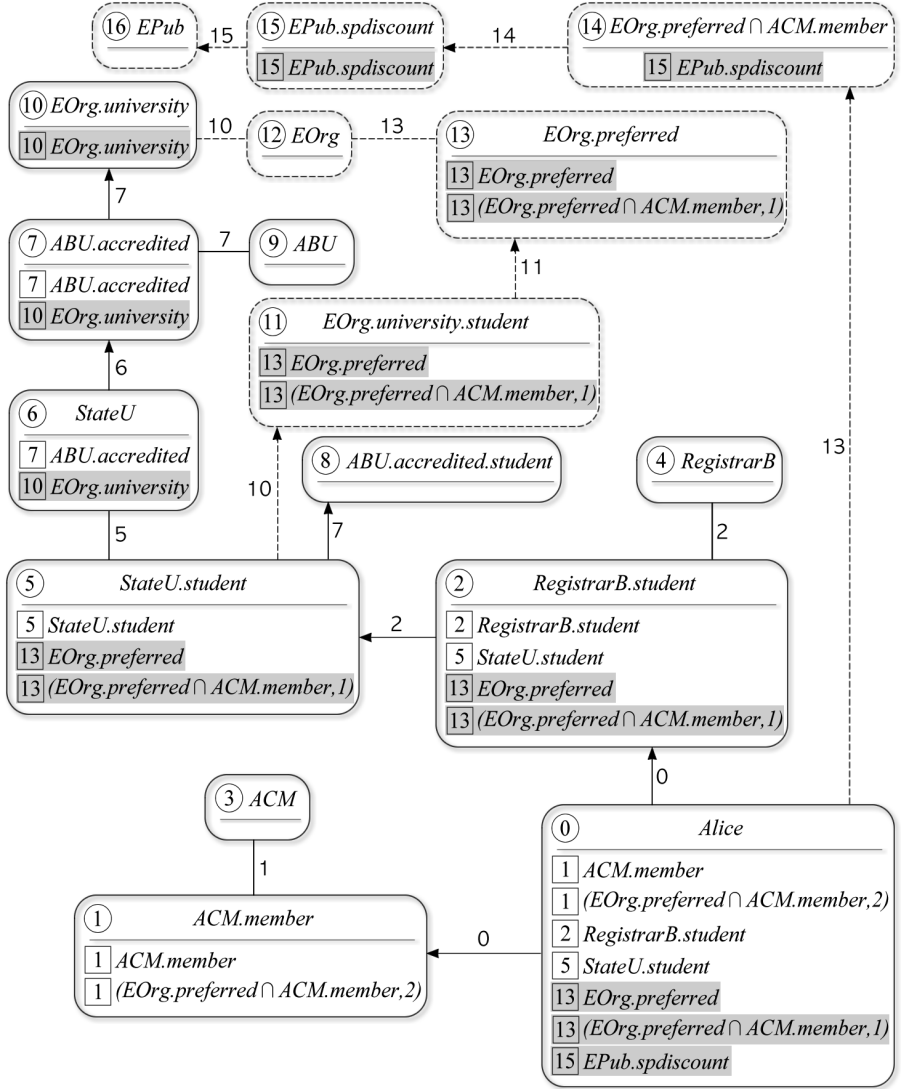 16 EPub
15
15 EPub.spdiscount
15 EPub.spdiscount
14
14 EOrg.preferred ∩ ACM.member
15 EPub.spdiscount
10 EOrg.university
10 EOrg.university
10
12 EOrg
13
13 EOrg.preferred
13 EOrg.preferred
13 (EOrg.preferred ∩ ACM.member,1)
7
7 ABU.accredited
7 ABU.accredited
10 EOrg.university
7
9 ABU
11
11 EOrg.university.student
13 EOrg.preferred
13 (EOrg.preferred ∩ ACM.member,1)
6
6 StateU
7 ABU.accredited
10 EOrg.university
13
10
8 ABU.accredited.student
4 RegistrarB
5
7
2
5 StateU.student
5 StateU.student
13 EOrg.preferred
13 (EOrg.preferred ∩ ACM.member,1)
2
2 RegistrarB.student
2 RegistrarB.student
5 StateU.student
13 EOrg.preferred
13 (EOrg.preferred ∩ ACM.member,1)
0
3 ACM
1
1 ACM.member
1 ACM.member
1 (EOrg.preferred ∩ ACM.member,2)
0
0 Alice
1 ACM.member
1 (EOrg.preferred ∩ ACM.member,2)
2 RegistrarB.student
5 StateU.student
13 EOrg.preferred
13 (EOrg.preferred ∩ ACM.member,1)
15 EPub.spdiscount